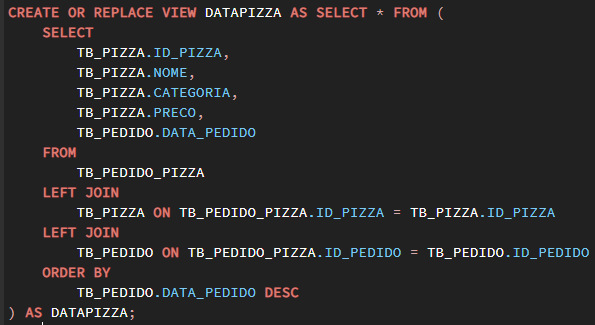 CREATE OR REPLACE VIEW DATAPIZZA AS SELECT * FROM (
SELECT
TB_PIZZA.ID_PIZZA,
TB_PIZZA.NOME,
TB_PIZZA.CATEGORIA,
TB_PIZZA.PRECO,
TB_PEDIDO.DATA_PEDIDO
FROM
TB_PEDIDO_PIZZA
LEFT JOIN
TB_PIZZA ON TB_PEDIDO_PIZZA.ID_PIZZA = TB_PIZZA.ID_PIZZA
LEFT JOIN
TB_PEDIDO ON TB_PEDIDO_PIZZA.ID_PEDIDO = TB_PEDIDO.ID_PEDIDO
ORDER BY
TB_PEDIDO.DATA_PEDIDO DESC
) AS DATAPIZZA;